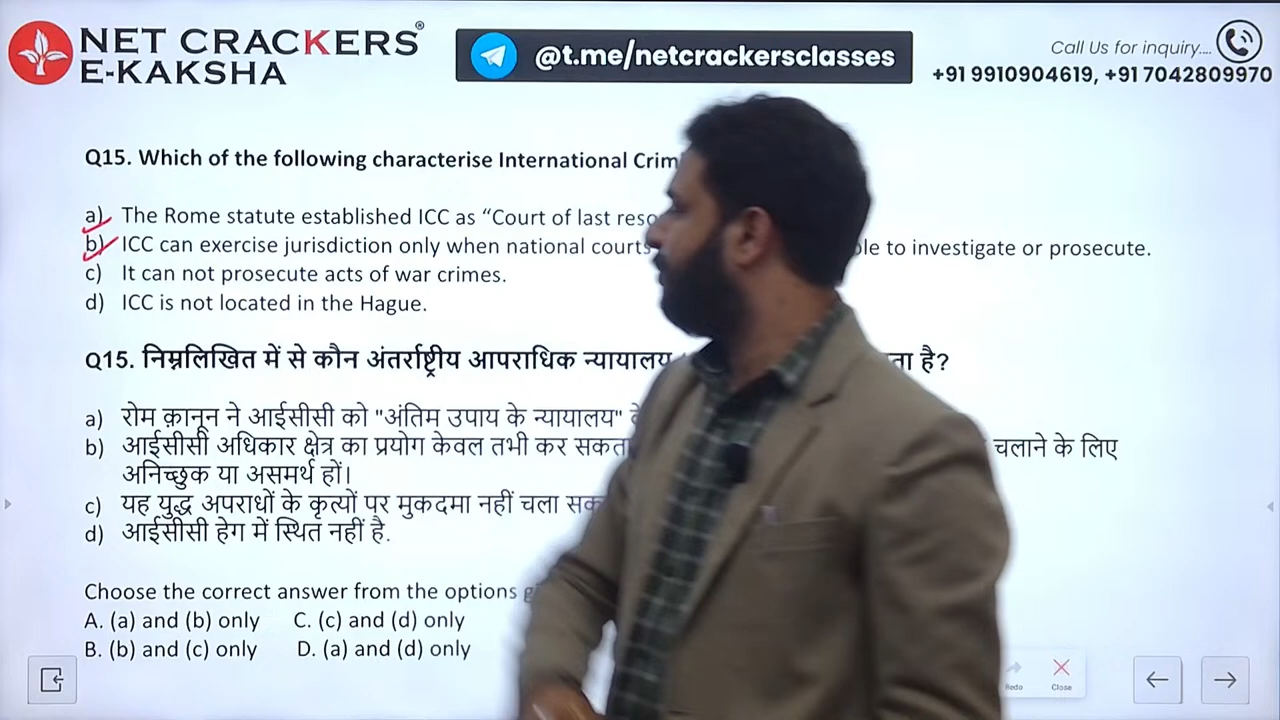 NET CRACKERS®
E-KAKSHA
@t.me/netcrackersclasses
Call Us for inquiry....
+91 9910904619, +91 7042809970
Q15. Which of the following characterise International
a) The Rome statute established ICC as “Court of last
b) ICC can exercise jurisdiction only when national courts to investigate or prosecute.
c) It can not prosecute acts of war crimes.
d) ICC is not located in the Hague.
Q15. निम्नलिखित में से कौन अंतर्राष्ट्रीय आपराधिक न्यायालय है?
a) रोम क़ानून ने आईसीसी को "अंतिम उपाय के न्यायालय"
b) आईसीसी अधिकार क्षेत्र का प्रयोग केवल तभी कर चलाने के लिए
अनिच्छुक या असमर्थ हों।
c) यह युद्ध अपराधों के कृत्यों पर मुकदमा नहीं चला
d) आईसीसी हेग में स्थित नहीं है.
Choose the correct answer from the options
A. (a) and (b) only C. (c) and (d) only
B. (b) and (c) only D. (a) and (d) only
Redo Close